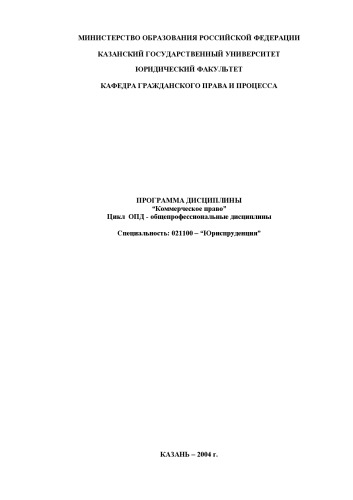 МИНИСТЕРСТВО ОБРАЗОВАНИЯ РОССИЙСКОЙ ФЕДЕРАЦИИ
КАЗАНСКИЙ ГОСУДАРСТВЕННЫЙ УНИВЕРСИТЕТ
ЮРИДИЧЕСКИЙ ФАКУЛЬТЕТ
КАФЕДРА ГРАЖДАНСКОГО ПРАВА И ПРОЦЕССА
ПРОГРАММА ДИСЦИПЛИНЫ
“Коммерческое право”
Цикл ОПД - общепрофессиональные дисциплины
Специальность: 021100 – “Юриспруденция”
КАЗАНЬ – 2004 г.